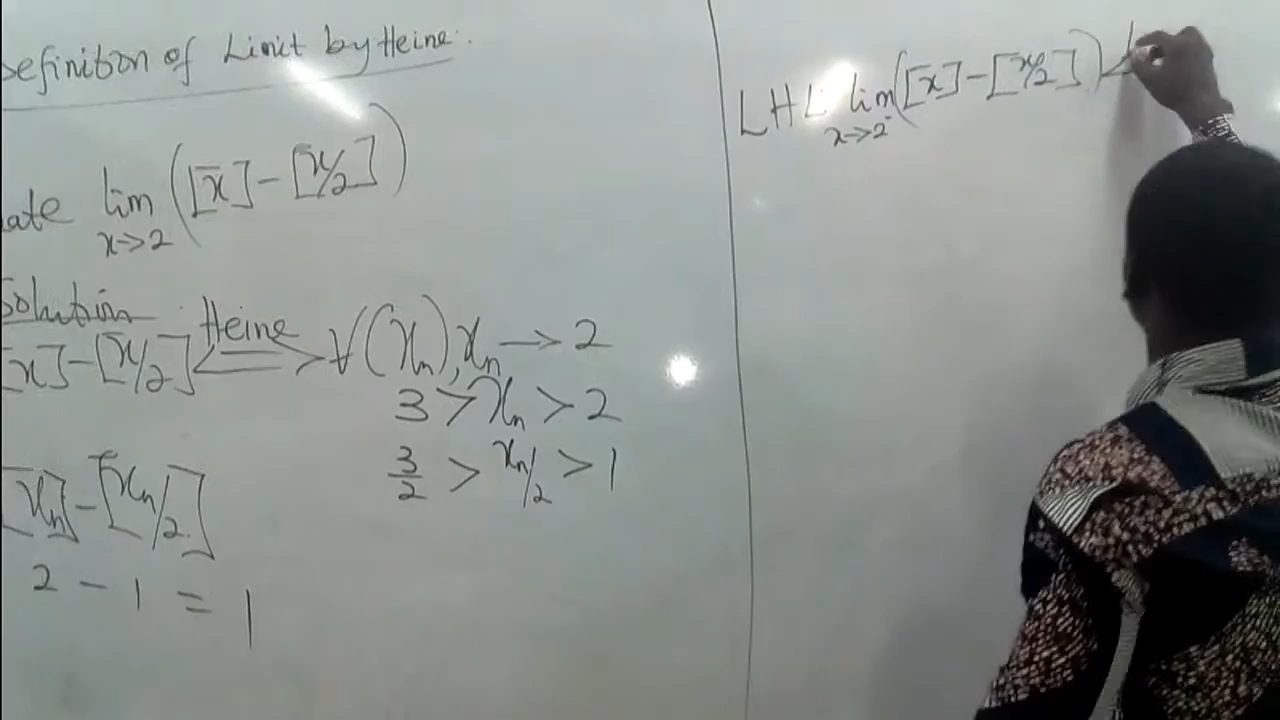 Definition of Limit by Heine.
ate lim ([x] - [x/2])
x→2
Solution
[x] - [x/2] <=Heine=> ∀(xₙ), xₙ → 2
3 > xₙ > 2
3/2 > xₙ/2 > 1
[xₙ] - [xₙ/2]
2 - 1 = 1
LHL lim ([x] - [x/2])
x→2⁻